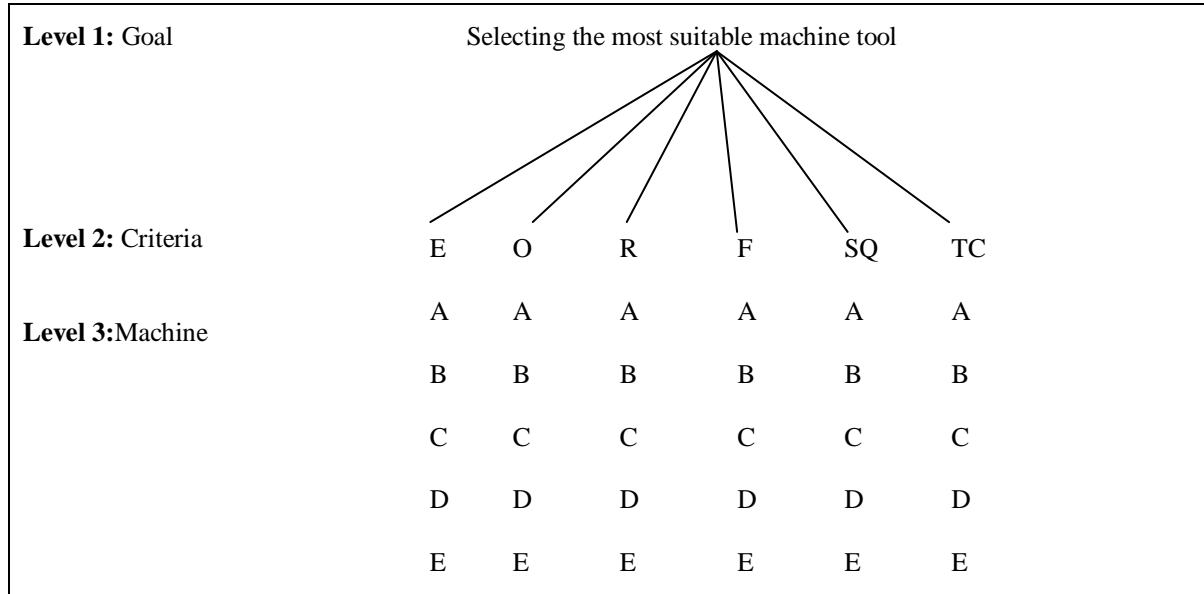 Level 1: Goal
Selecting the most suitable machine tool
Level 2: Criteria
E O R F SQ TC
Level 3:Machine
A A A A A A
B B B B B B
C C C C C C
D D D D D D
E E E E E E